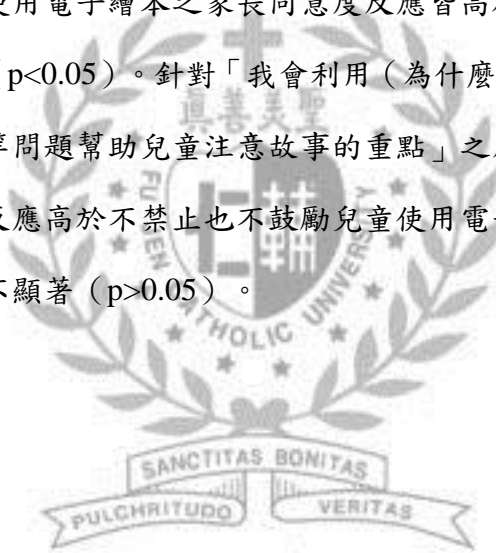 使用電子繪本之家長同意度反應皆高
（p<0.05）。針對「我會利用（為什麼
等問題幫助兒童注意故事的重點」之
反應高於不禁止也不鼓勵兒童使用電
不顯著（p>0.05）。
真善美聖
FU JEN CATHOLIC UNIVERSITY
仁 輔
SANCTITAS BONITAS
PULCHRITUDO VERITAS